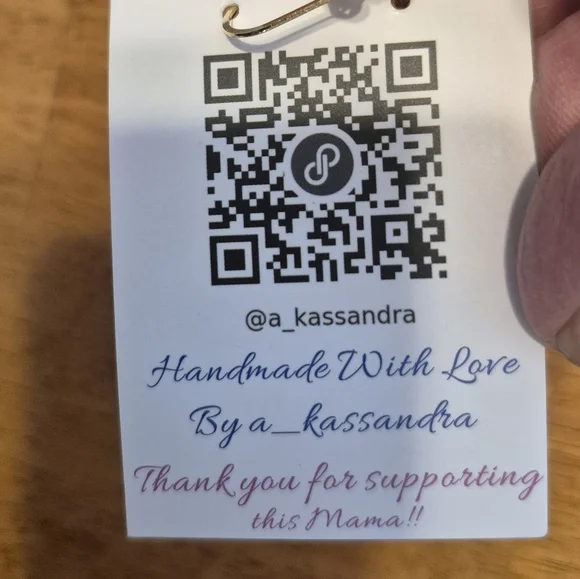 @a_kassandra
Handmade With Love
By a_kassandra
Thank you for supporting
this Mama!!